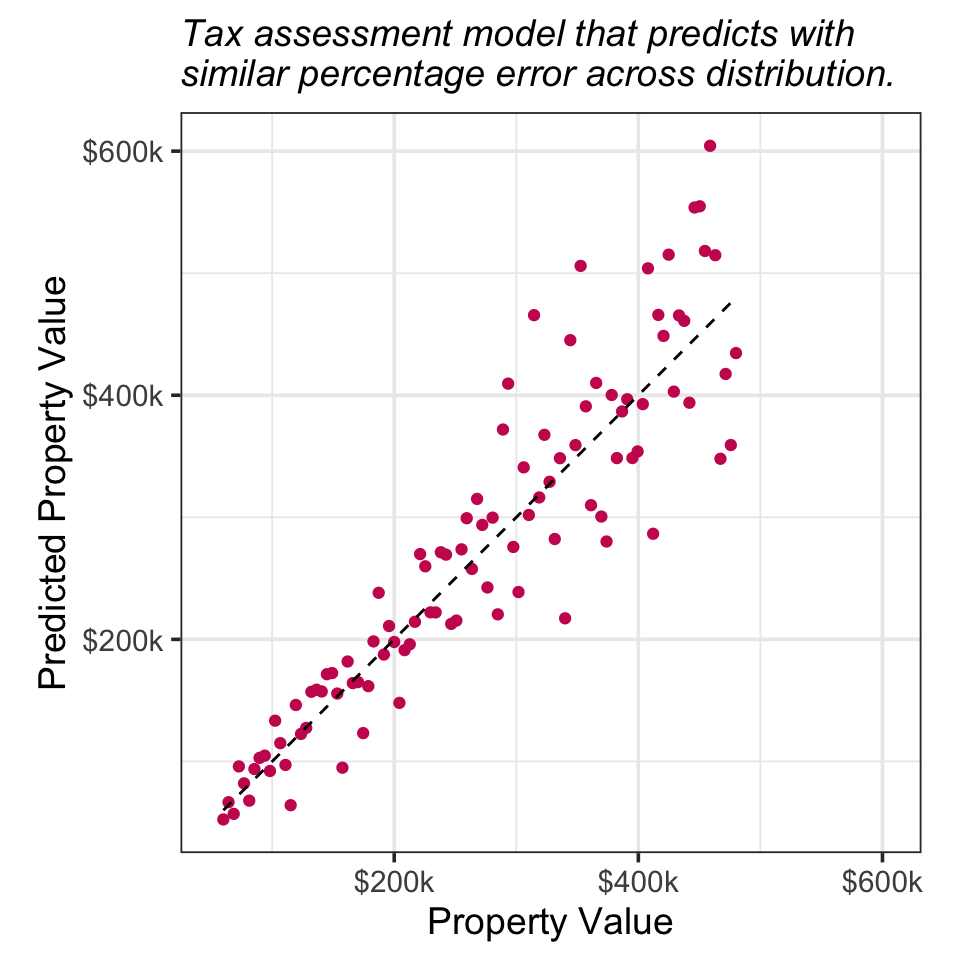 Tax assessment model that predicts with
similar percentage error across distribution.
Predicted Property Value
$600k
$400k
$200k
$200k
$400k
$600k
Property Value